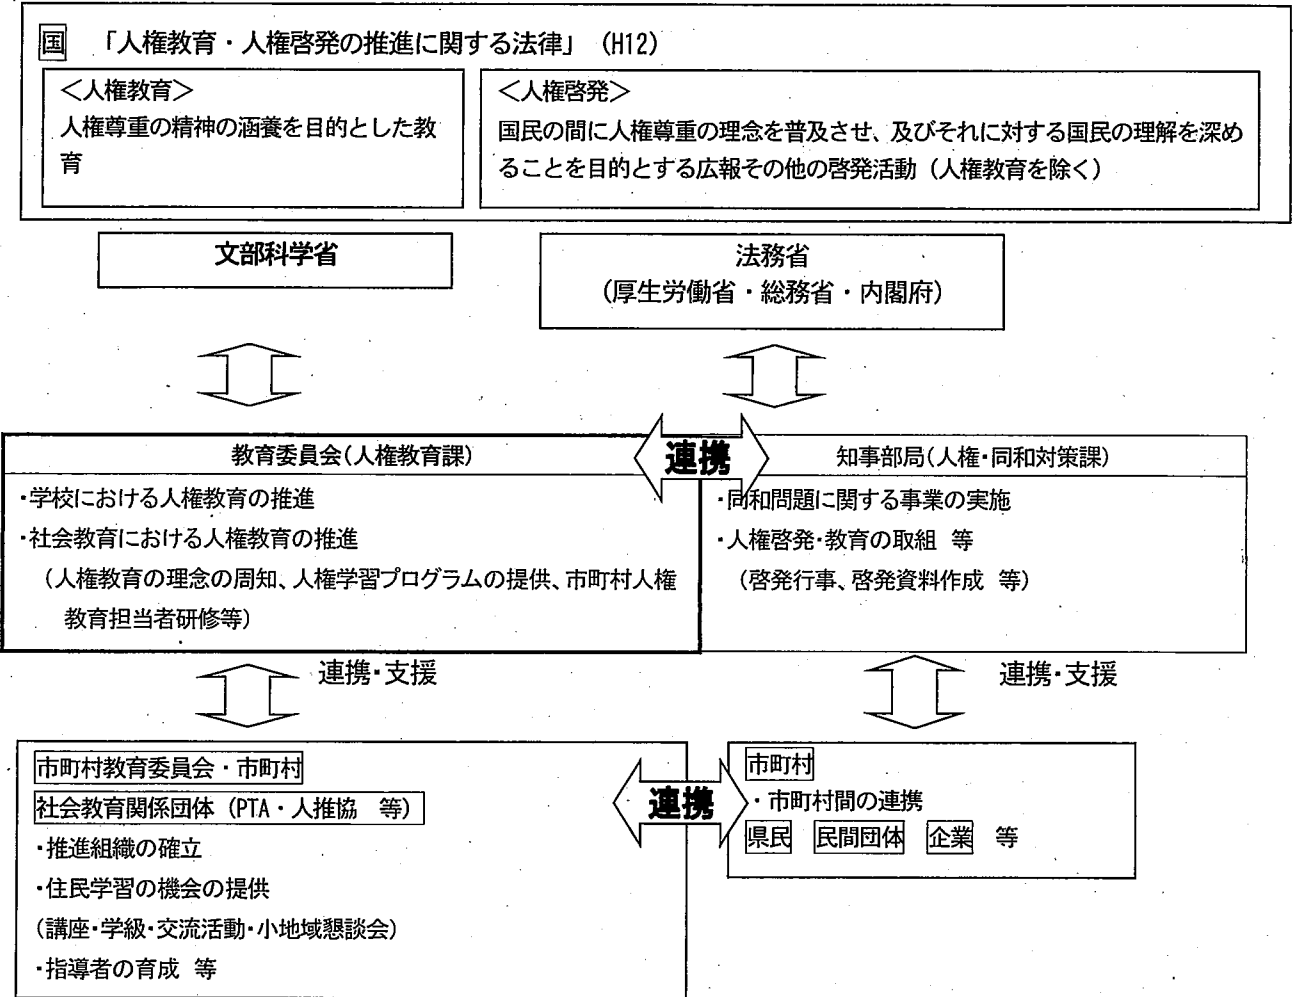 国 「人権教育・人権啓発の推進に関する法律」（H12）
＜人権教育＞
人権尊重の精神の涵養を目的とした教
育
＜人権啓発＞
国民の間に人権尊重の理念を普及させ、及びそれに対する国民の理解を深め
ることを目的とする広報その他の啓発活動（人権教育を除く）
文部科学省
法務省
（厚生労働省・総務省・内閣府）
教育委員会（人権教育課）
・学校における人権教育の推進
・社会教育における人権教育の推進
（人権教育の理念の周知、人権学習プログラムの提供、市町村人権
教育担当者研修等）
連携
知事部局（人権・同和対策課）
・同和問題に関する事業の実施
・人権啓発・教育の取組 等
（啓発行事、啓発資料作成 等）
連携・支援
連携・支援
市町村教育委員会・市町村
社会教育関係団体（PTA・人推協 等）
・推進組織の確立
・住民学習の機会の提供
（講座・学級・交流活動・小地域懇談会）
・指導者の育成 等
連携
市町村
・市町村間の連携
県民 民間団体 企業 等